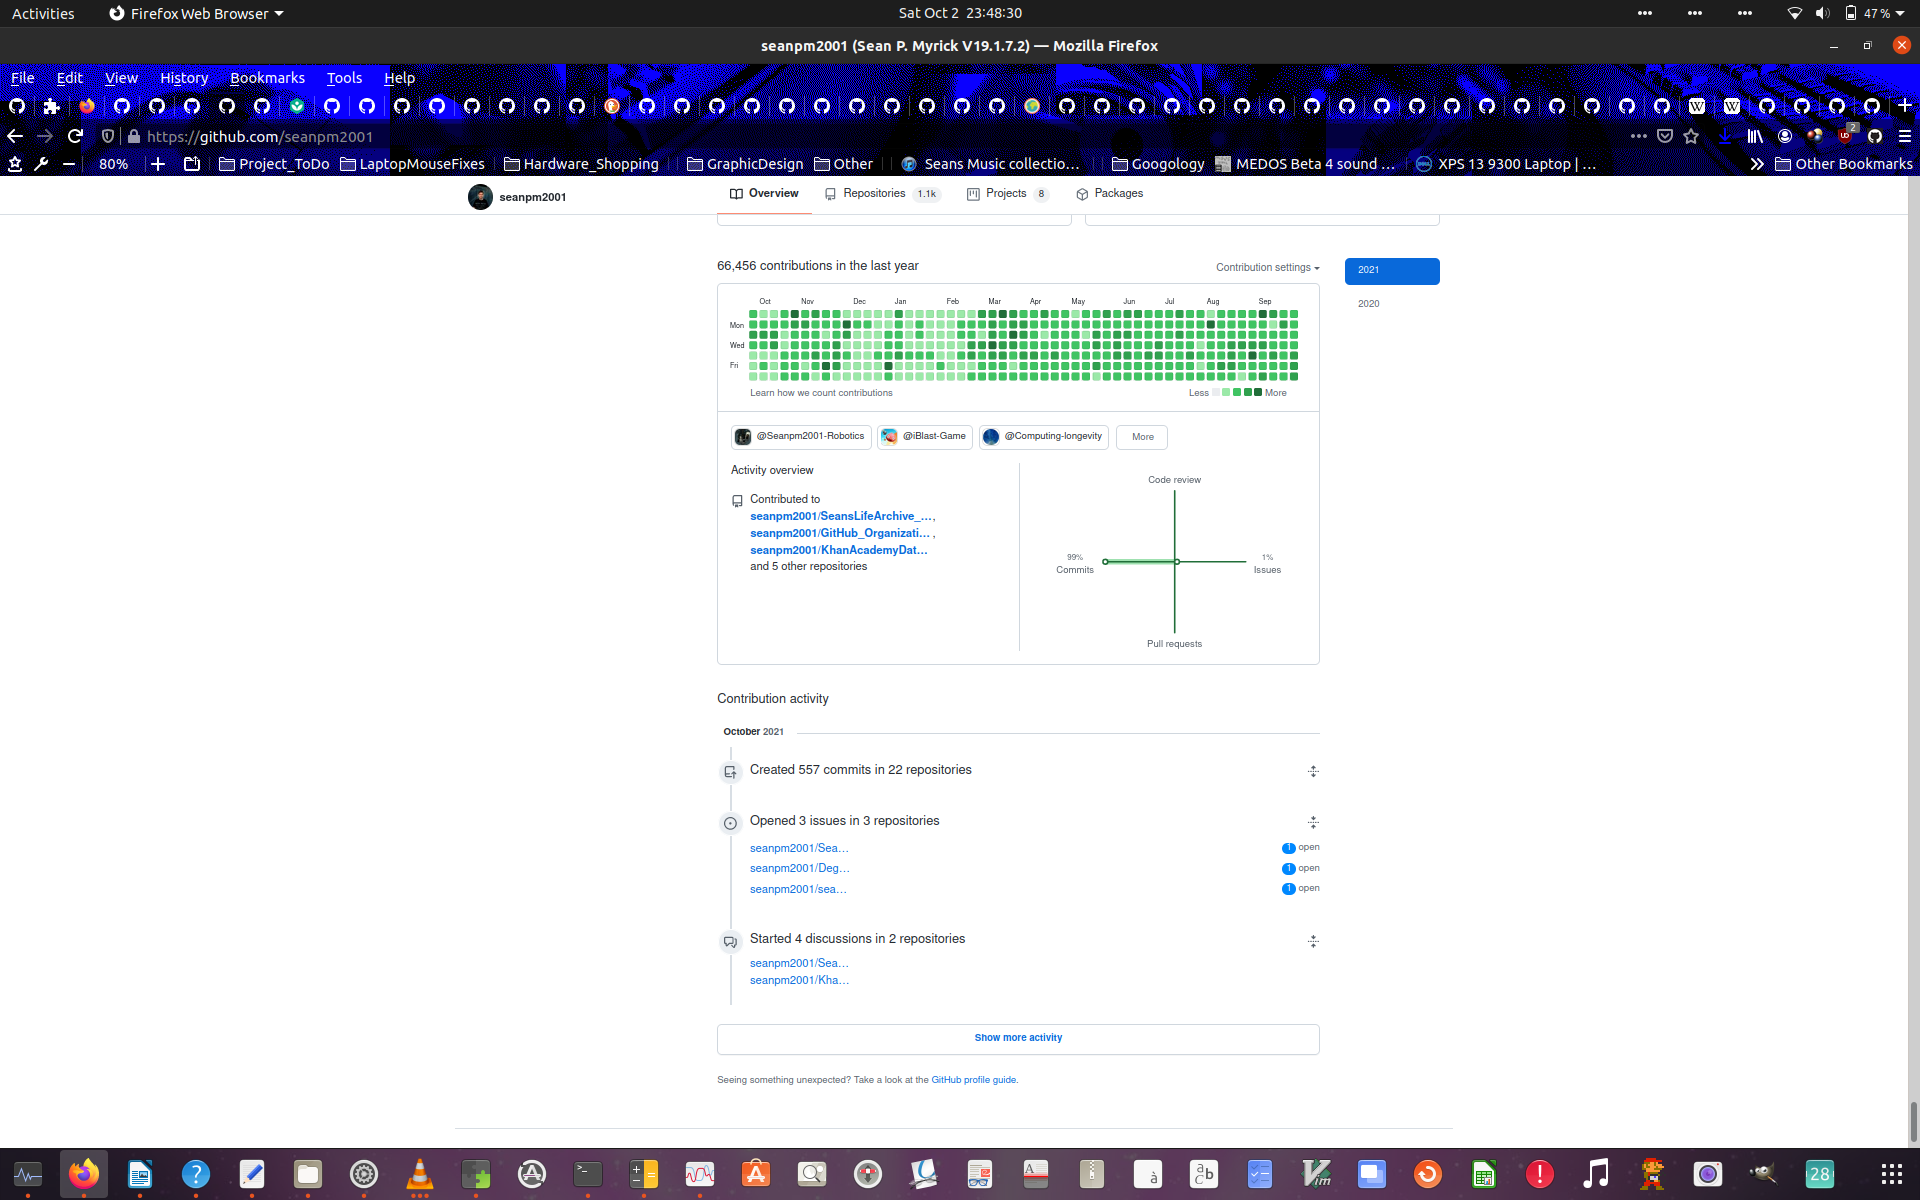 Activities
Firefox Web Browser
Sat Oct 2 23:48:30
47 %
seanpm2001 (Sean P. Myrick V19.1.7.2) — Mozilla Firefox
File Edit View History Bookmarks Tools Help
https://github.com/seanpm2001
2
80%
Project_ToDo
LaptopMouseFixes
Hardware_Shopping
GraphicDesign
Other
Seans Music collectio…
Googology
MEDOS Beta 4 sound …
XPS 13 9300 Laptop | …
Other Bookmarks
seanpm2001
Overview
Repositories 1.1k
Projects 8
Packages
66,456 contributions in the last year
Contribution settings
2021
2020
Oct Nov Dec Jan Feb Mar Apr May Jun Jul Aug Sep
Mon
Wed
Fri
Learn how we count contributions
Less More
@Seanpm2001-Robotics
@iBlast-Game
@Computing-longevity
More
Activity overview
Contributed to
seanpm2001/SeansLifeArchive_…,
seanpm2001/GitHub_Organizati… ,
seanpm2001/KhanAcademyDat…
and 5 other repositories
Code review
99%
Commits
1%
Issues
Pull requests
Contribution activity
October 2021
Created 557 commits in 22 repositories
Opened 3 issues in 3 repositories
seanpm2001/Sea…
1 open
seanpm2001/Deg…
1 open
seanpm2001/sea…
1 open
Started 4 discussions in 2 repositories
seanpm2001/Sea…
seanpm2001/Kha…
Show more activity
Seeing something unexpected? Take a look at the GitHub profile guide.
28